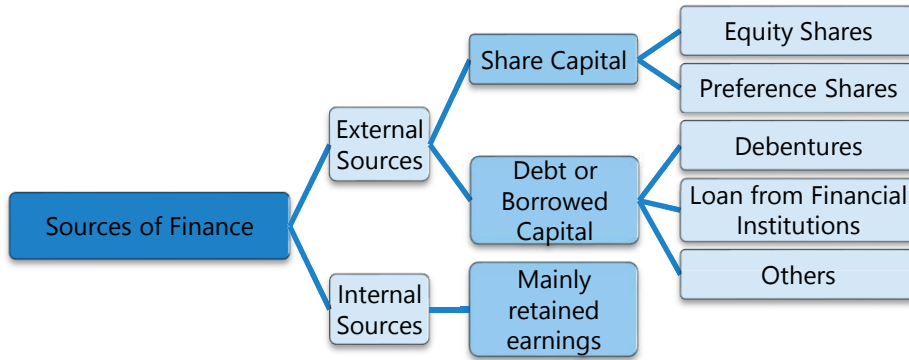 Sources of Finance
External
Sources
Share Capital
Equity Shares
Preference Shares
Debt or
Borrowed
Capital
Debentures
Loan from Financial
Institutions
Others
Internal
Sources
Mainly
retained
earnings